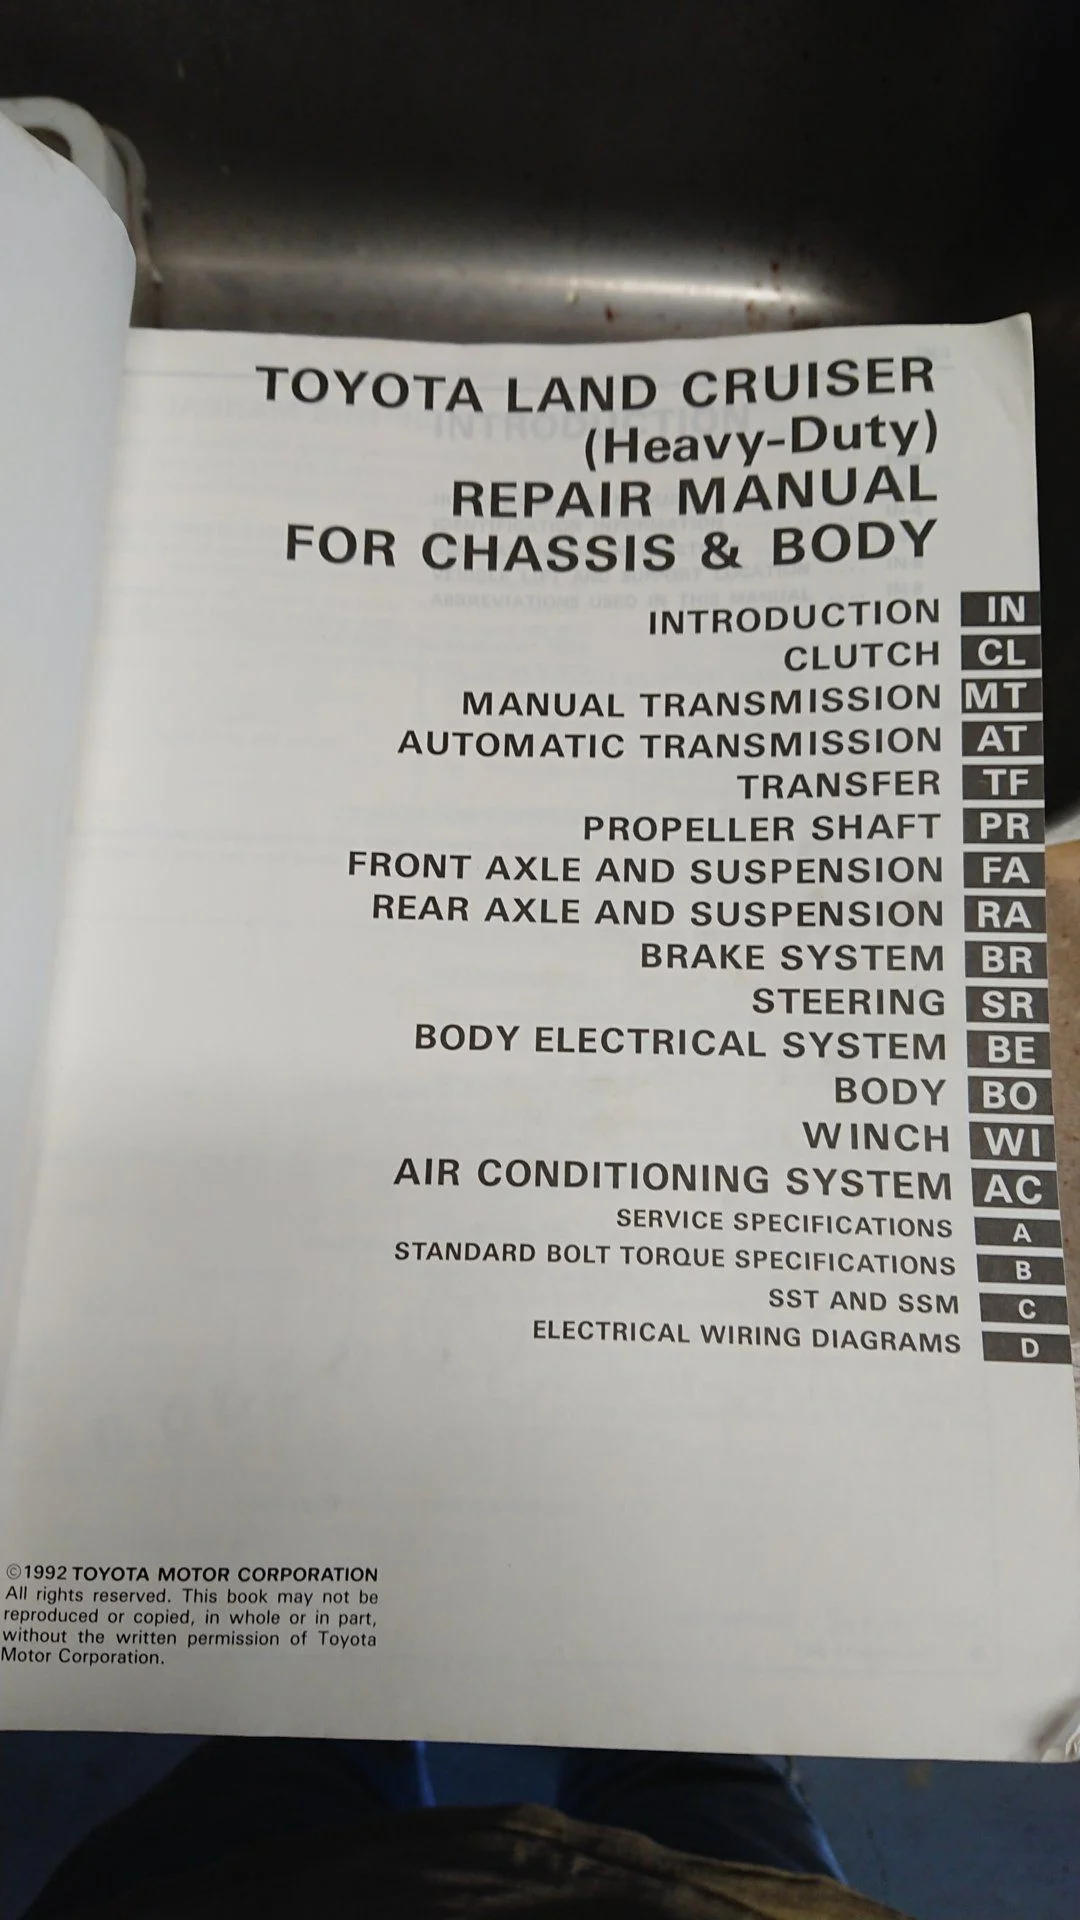 TOYOTA LAND CRUISER
(Heavy-Duty)
REPAIR MANUAL
FOR CHASSIS & BODY
INTRODUCTION IN
CLUTCH CL
MANUAL TRANSMISSION MT
AUTOMATIC TRANSMISSION AT
TRANSFER TF
PROPELLER SHAFT PR
FRONT AXLE AND SUSPENSION FA
REAR AXLE AND SUSPENSION RA
BRAKE SYSTEM BR
STEERING SR
BODY ELECTRICAL SYSTEM BE
BODY BO
WINCH WI
AIR CONDITIONING SYSTEM AC
SERVICE SPECIFICATIONS A
STANDARD BOLT TORQUE SPECIFICATIONS B
SST AND SSM C
ELECTRICAL WIRING DIAGRAMS D
©1992 TOYOTA MOTOR CORPORATION
All rights reserved. This book may not be
reproduced or copied, in whole or in part,
without the written permission of Toyota
Motor Corporation.